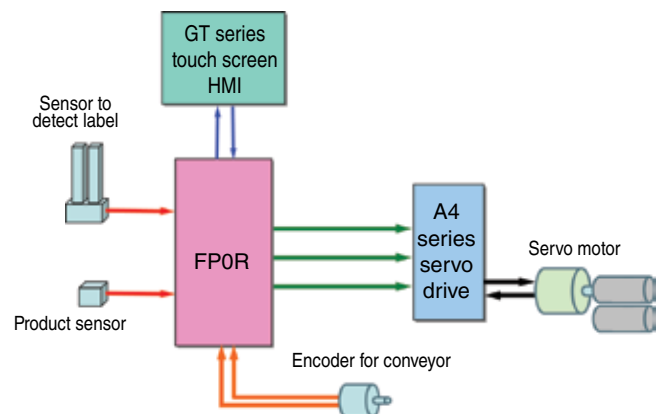 GT series
touch screen
HMI
Sensor to
detect label
FP0R
A4
series
servo
drive
Servo motor
Product sensor
Encoder for conveyor